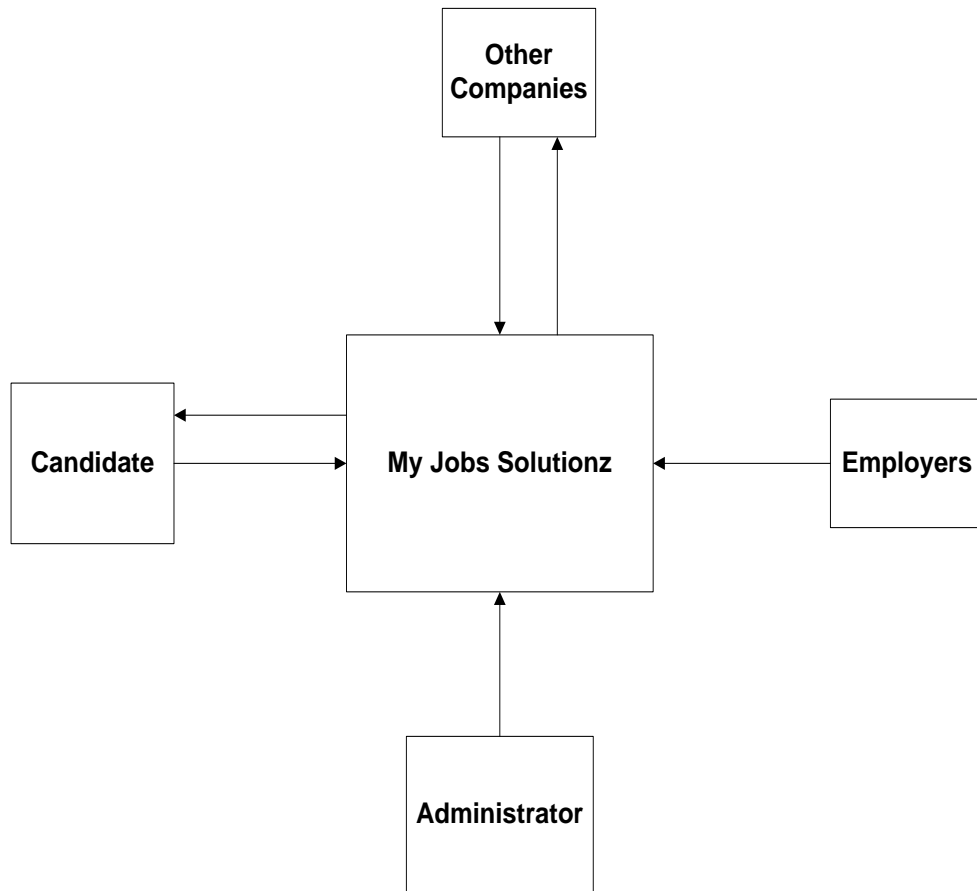 Other
Companies
Candidate
My Jobs Solutionz
Employers
Administrator